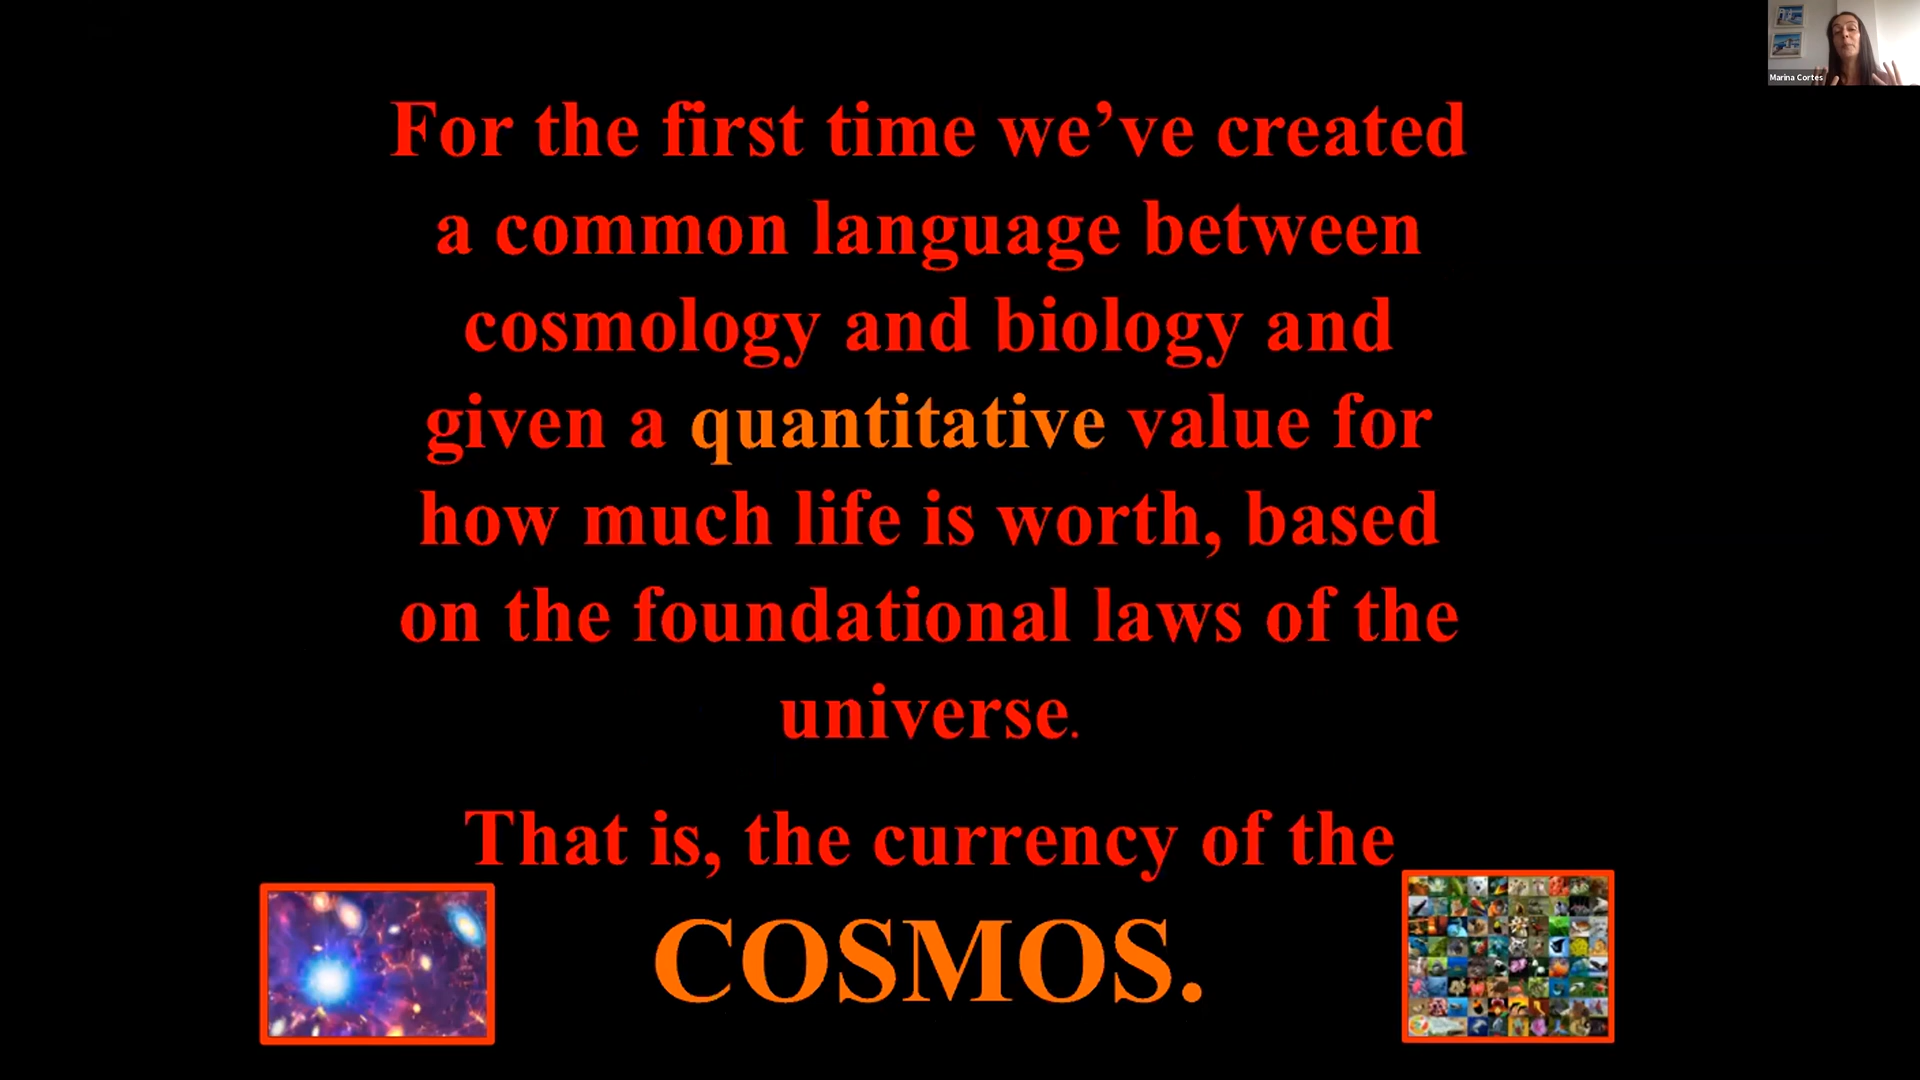 Marina Cortês
For the first time we’ve created
a common language between
cosmology and biology and
given a quantitative value for
how much life is worth, based
on the foundational laws of the
universe.
That is, the currency of the
COSMOS.